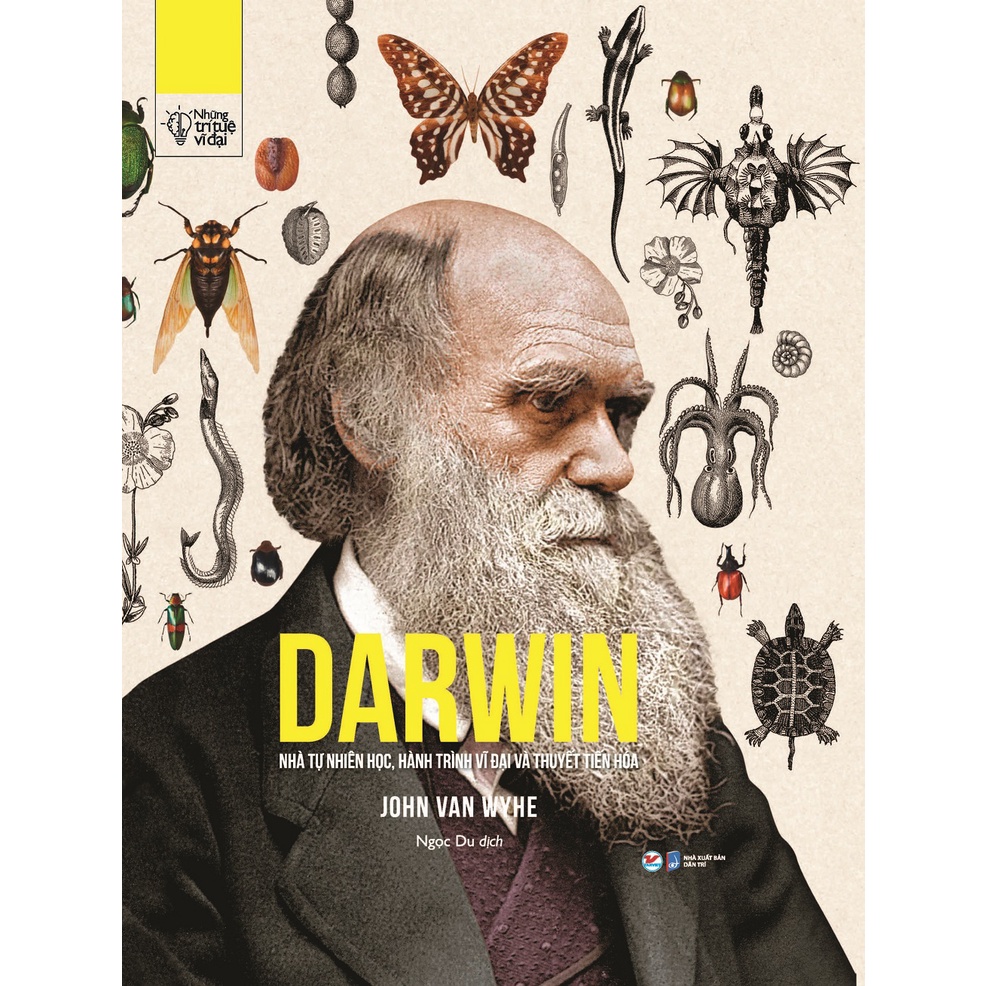 Những
trí tuệ
vĩ đại
DARWIN
NHÀ TỰ NHIÊN HỌC, HÀNH TRÌNH VĨ ĐẠI VÀ THUYẾT TIẾN HÓA
JOHN VAN WYHE
Ngọc Du dịch
NHÀ XUẤT BẢN
DÂN TRÍ